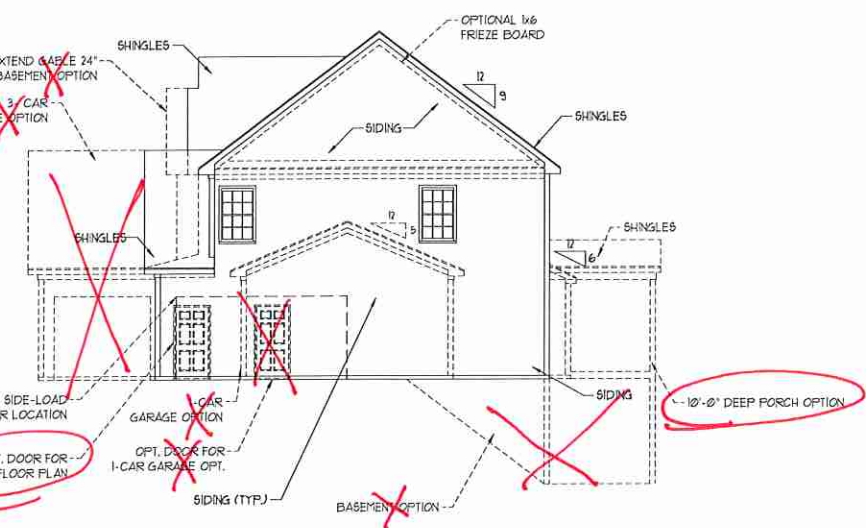 OPTIONAL 1x6
FRIEZE BOARD
SHINGLES
XTEND GABLE 24"
BASEMENT OPTION
12
9
3- CAR
OPTION
SHINGLES
SIDING
12
5
SHINGLES
SHINGLES
12
6
SIDE-LOAD
R LOCATION
1-CAR
GARAGE OPTION
SIDING
10'-0" DEEP PORCH OPTION
T. DOOR FOR
FLOOR PLAN
OPT. DOOR FOR
1-CAR GARAGE OPT.
SIDING (TYP.)
BASEMENT OPTION